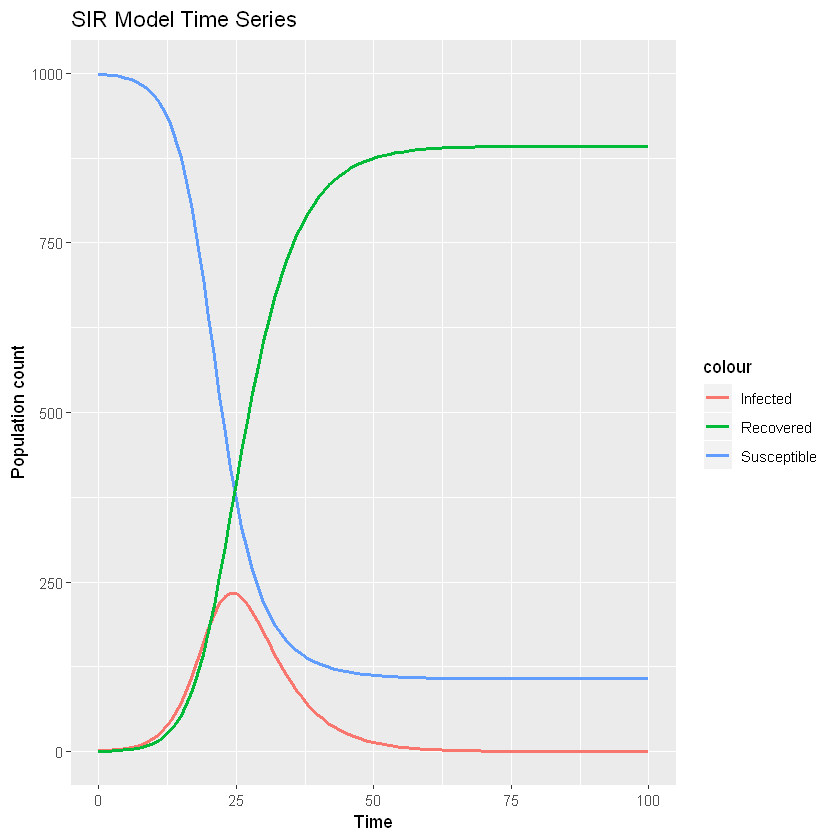 SIR Model Time Series
1000
750
500
250
0
Population count
0 25 50 75 100
Time
colour
Infected
Recovered
Susceptible